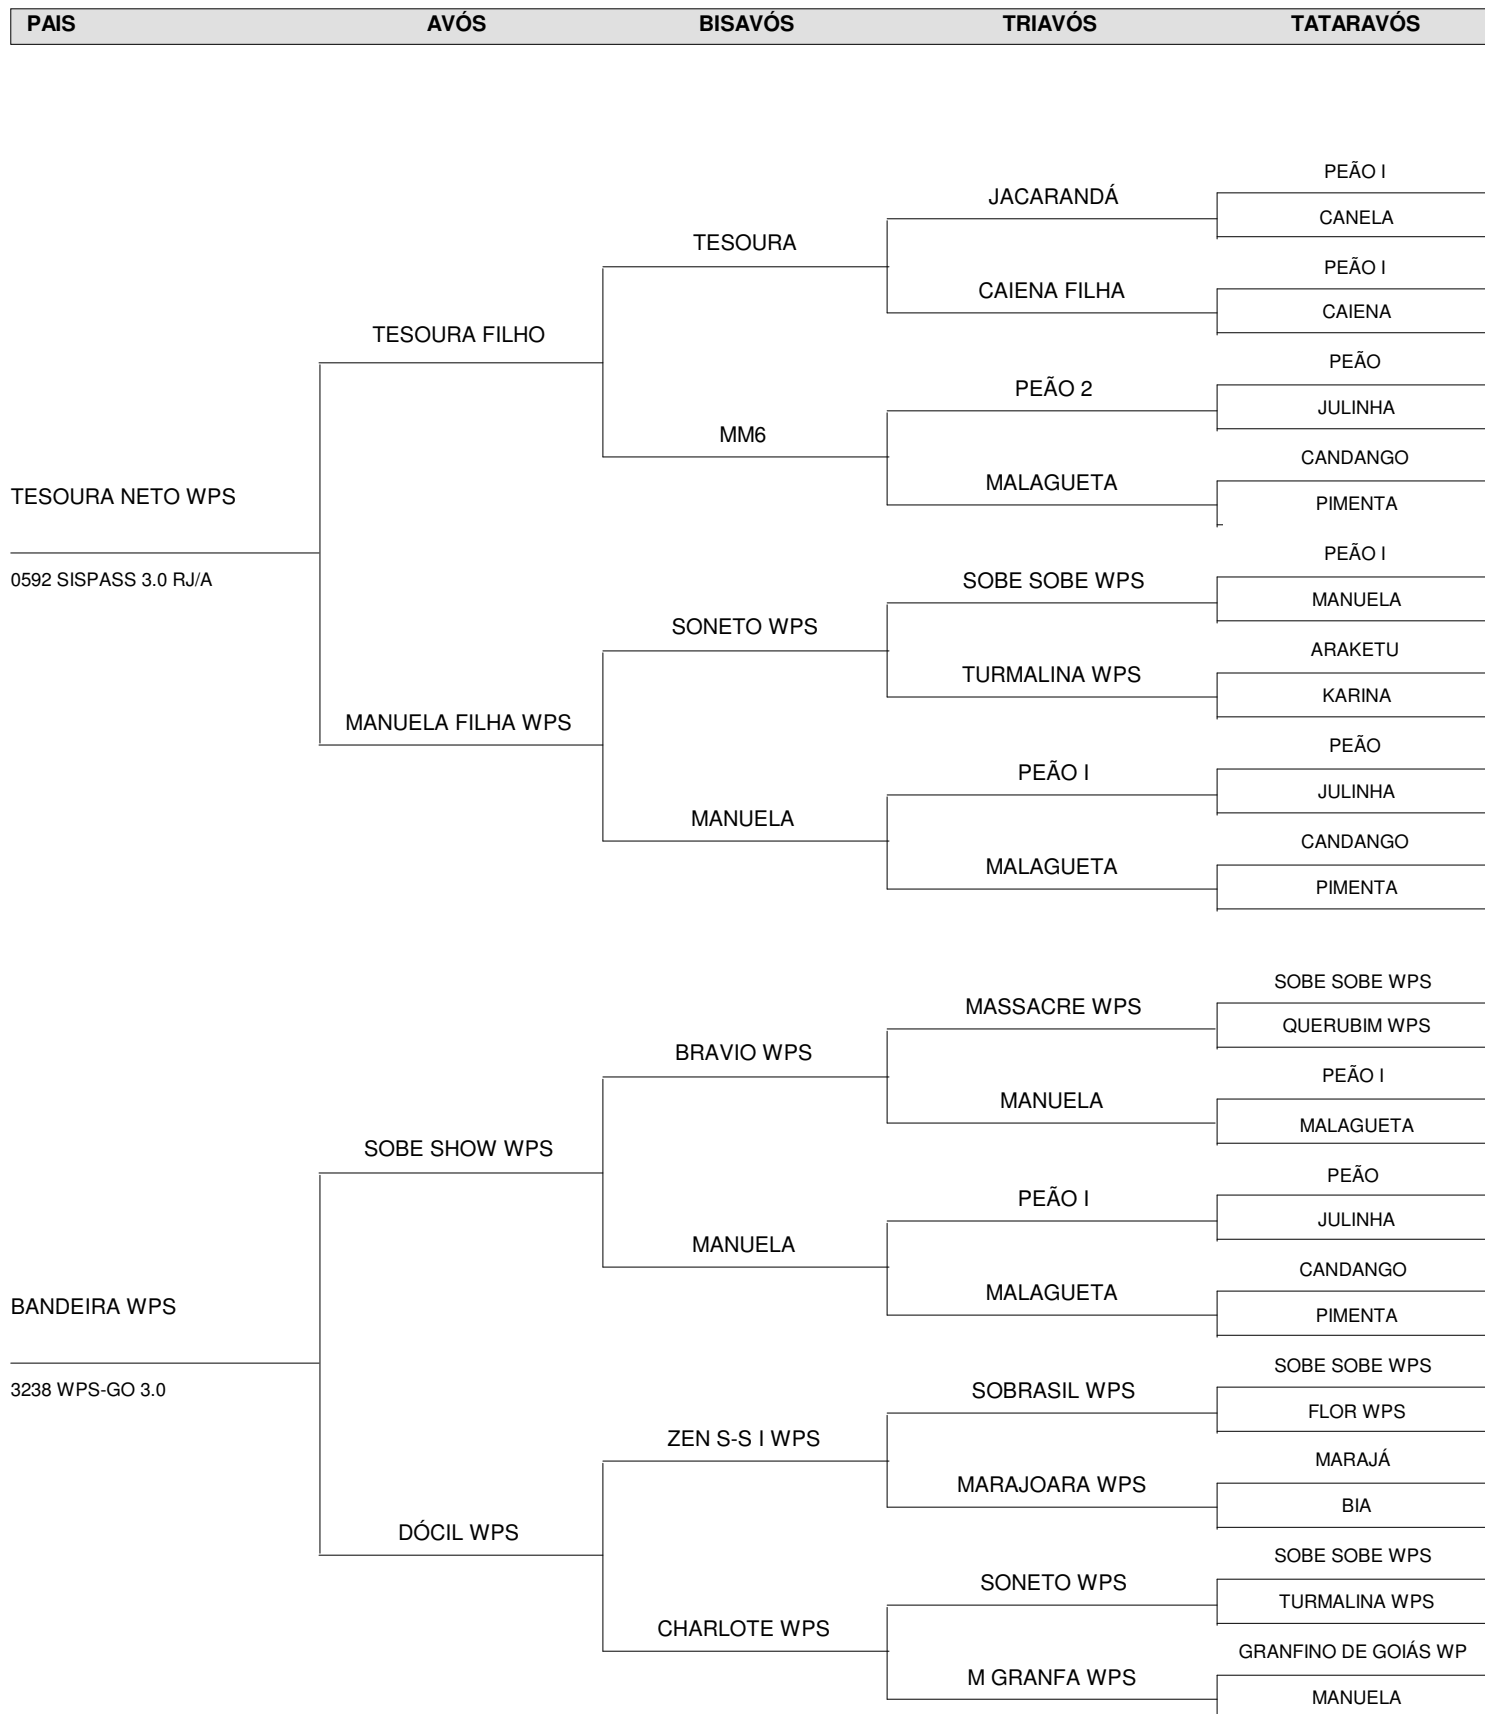 PAIS AVÓS BISAVÓS TRIAVÓS TATARAVÓS
PEÃO I
JACARANDÁ
CANELA
TESOURA
PEÃO I
CAIENA FILHA
CAIENA
TESOURA FILHO
PEÃO
PEÃO 2
JULINHA
MM6
CANDANGO
MALAGUETA
PIMENTA
TESOURA NETO WPS
0592 SISPASS 3.0 RJ/A
PEÃO I
SOBE SOBE WPS
MANUELA
SONETO WPS
ARAKETU
TURMALINA WPS
KARINA
MANUELA FILHA WPS
PEÃO
PEÃO I
JULINHA
MANUELA
CANDANGO
MALAGUETA
PIMENTA
SOBE SOBE WPS
MASSACRE WPS
QUERUBIM WPS
BRAVIO WPS
PEÃO I
MANUELA
MALAGUETA
SOBE SHOW WPS
PEÃO
PEÃO I
JULINHA
MANUELA
CANDANGO
MALAGUETA
PIMENTA
BANDEIRA WPS
3238 WPS-GO 3.0
SOBE SOBE WPS
SOBRASIL WPS
FLOR WPS
ZEN S-S I WPS
MARAJÁ
MARAJOARA WPS
BIA
DÓCIL WPS
SOBE SOBE WPS
SONETO WPS
TURMALINA WPS
CHARLOTE WPS
GRANFINO DE GOIÁS WP
M GRANFA WPS
MANUELA